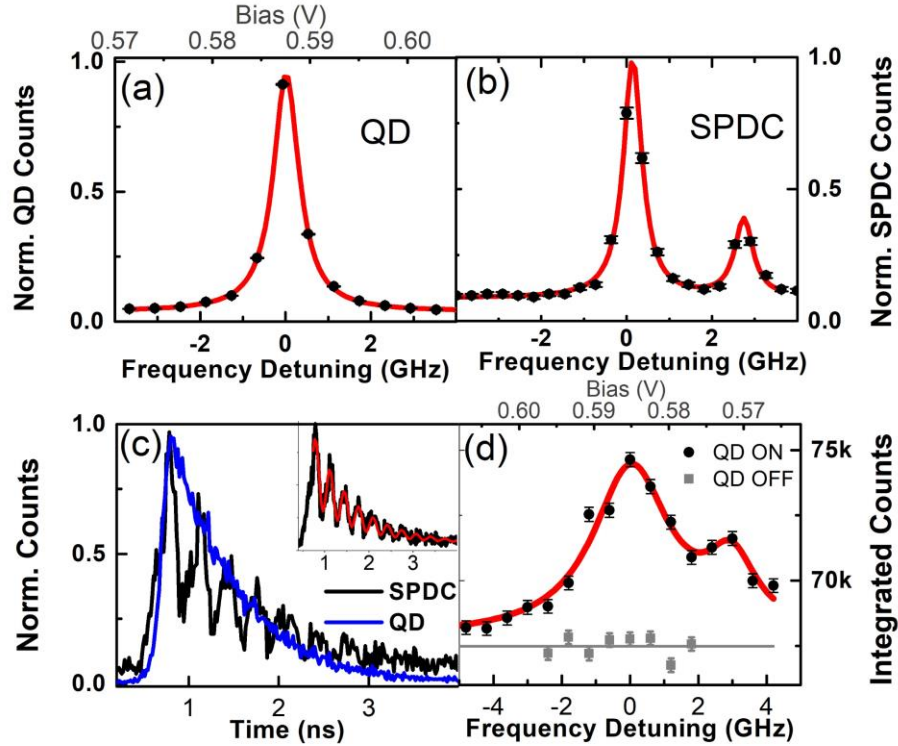 Bias (V)
0.57 0.58 0.59 0.60
1.0
0.5
0.0
(a)
QD
Norm. QD Counts
-2 0 2
Frequency Detuning (GHz)
-2 0 2
(b)
SPDC
1.0
0.5
0.0
Norm. SPDC Counts
-2 0 2
Frequency Detuning (GHz)
1.0
0.5
0.0
(c)
Norm. Counts
1 2 3
SPDC
QD
1 2 3
Time (ns)
Bias (V)
0.60 0.59 0.58 0.57
(d)
QD ON
QD OFF
75k
70k
Integrated Counts
-4 -2 0 2 4
Frequency Detuning (GHz)